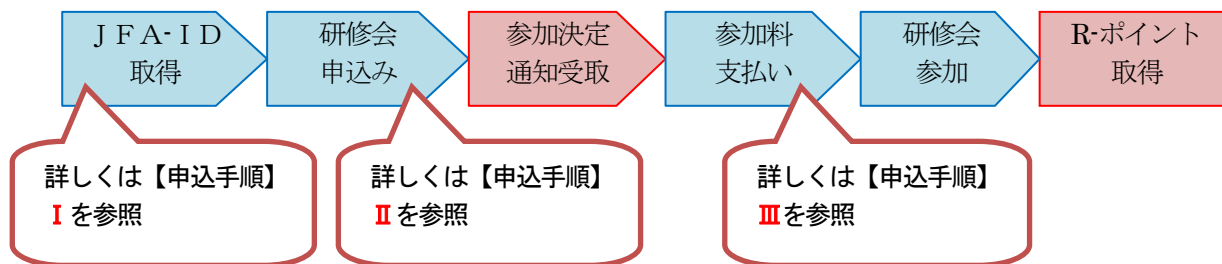 ＪＦＡ-ＩＤ
取得
研修会
申込み
参加決定
通知受取
参加料
支払い
研修会
参加
R-ポイント
取得
詳しくは【申込手順】
Ⅰを参照
詳しくは【申込手順】
Ⅱを参照
詳しくは【申込手順】
Ⅲを参照